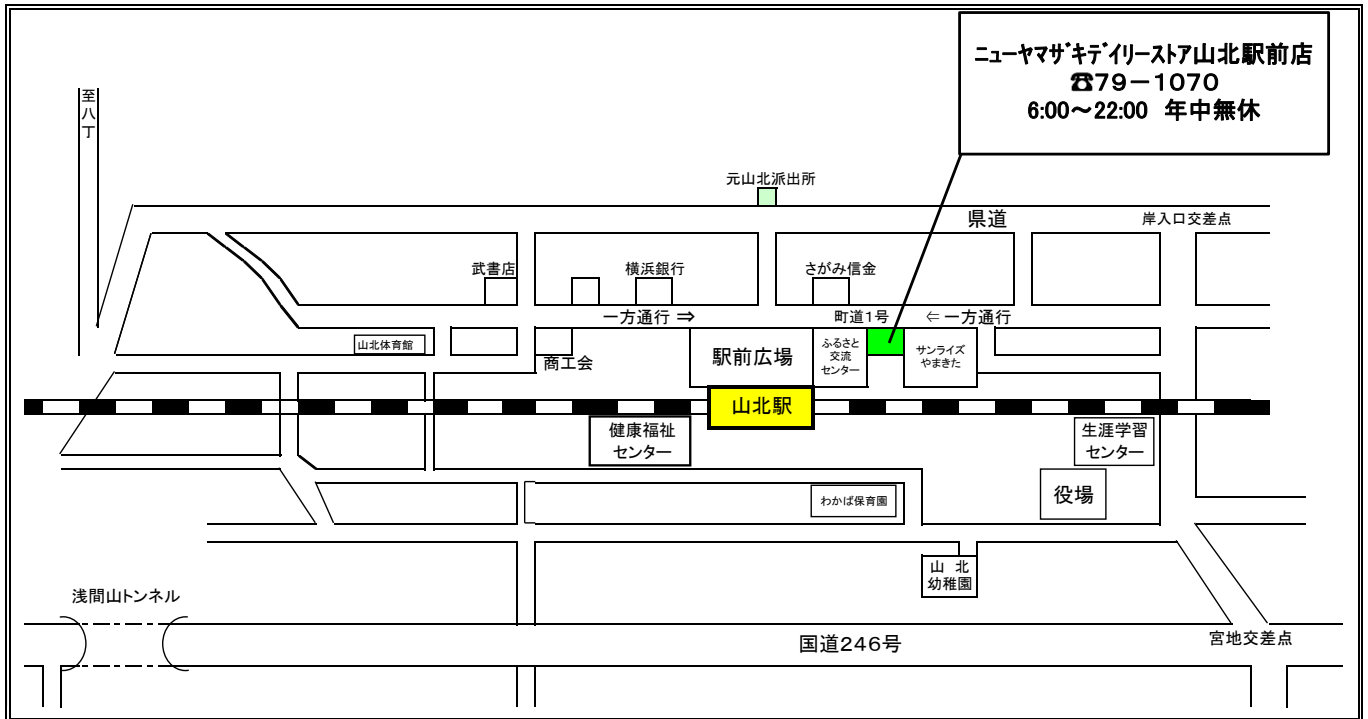 ニューヤマザキデイリーストア山北駅前店
☎79-1070
6:00~22:00 年中無休
至八丁
元山北派出所
県道
岸入口交差点
武書店
横浜銀行
さがみ信金
一方通行 ⇒
町道1号
⇐ 一方通行
山北体育館
商工会
駅前広場
ふるさと
交流
センター
サンライズ
やまきた
山北駅
健康福祉
センター
生涯学習
センター
役場
わかば保育園
山 北
幼稚園
浅間山トンネル
国道246号
宮地交差点